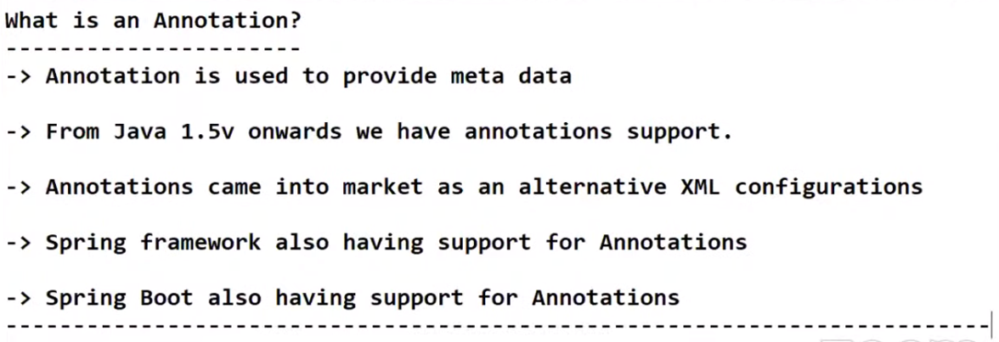 What is an Annotation?
----------------------
-> Annotation is used to provide meta data
-> From Java 1.5v onwards we have annotations support.
-> Annotations came into market as an alternative XML configurations
-> Spring framework also having support for Annotations
-> Spring Boot also having support for Annotations
-------------------------------------------------------------------------